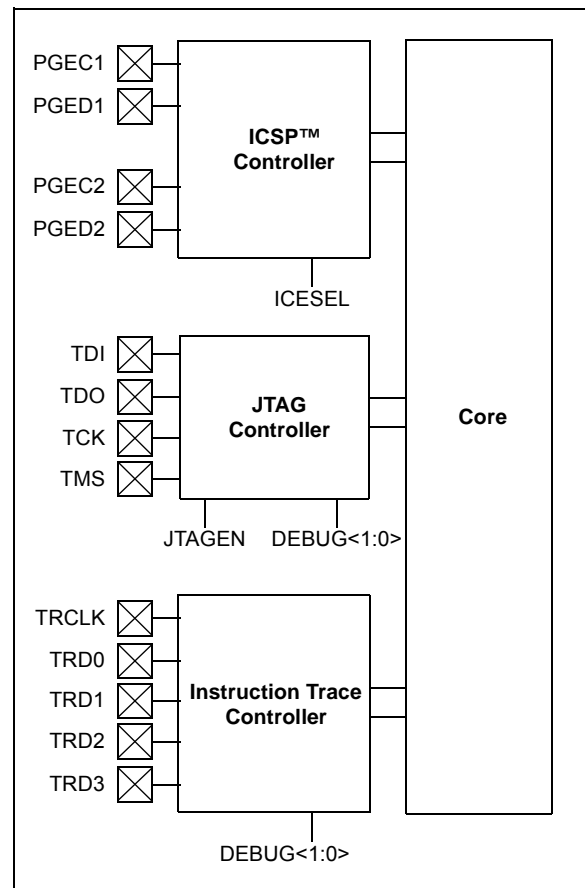 PGEC1
PGED1
PGEC2
PGED2
ICSP™
Controller
ICESEL
TDI
TDO
TCK
TMS
JTAG
Controller
JTAGEN
DEBUG<1:0>
Core
TRCLK
TRD0
TRD1
TRD2
TRD3
Instruction Trace
Controller
DEBUG<1:0>